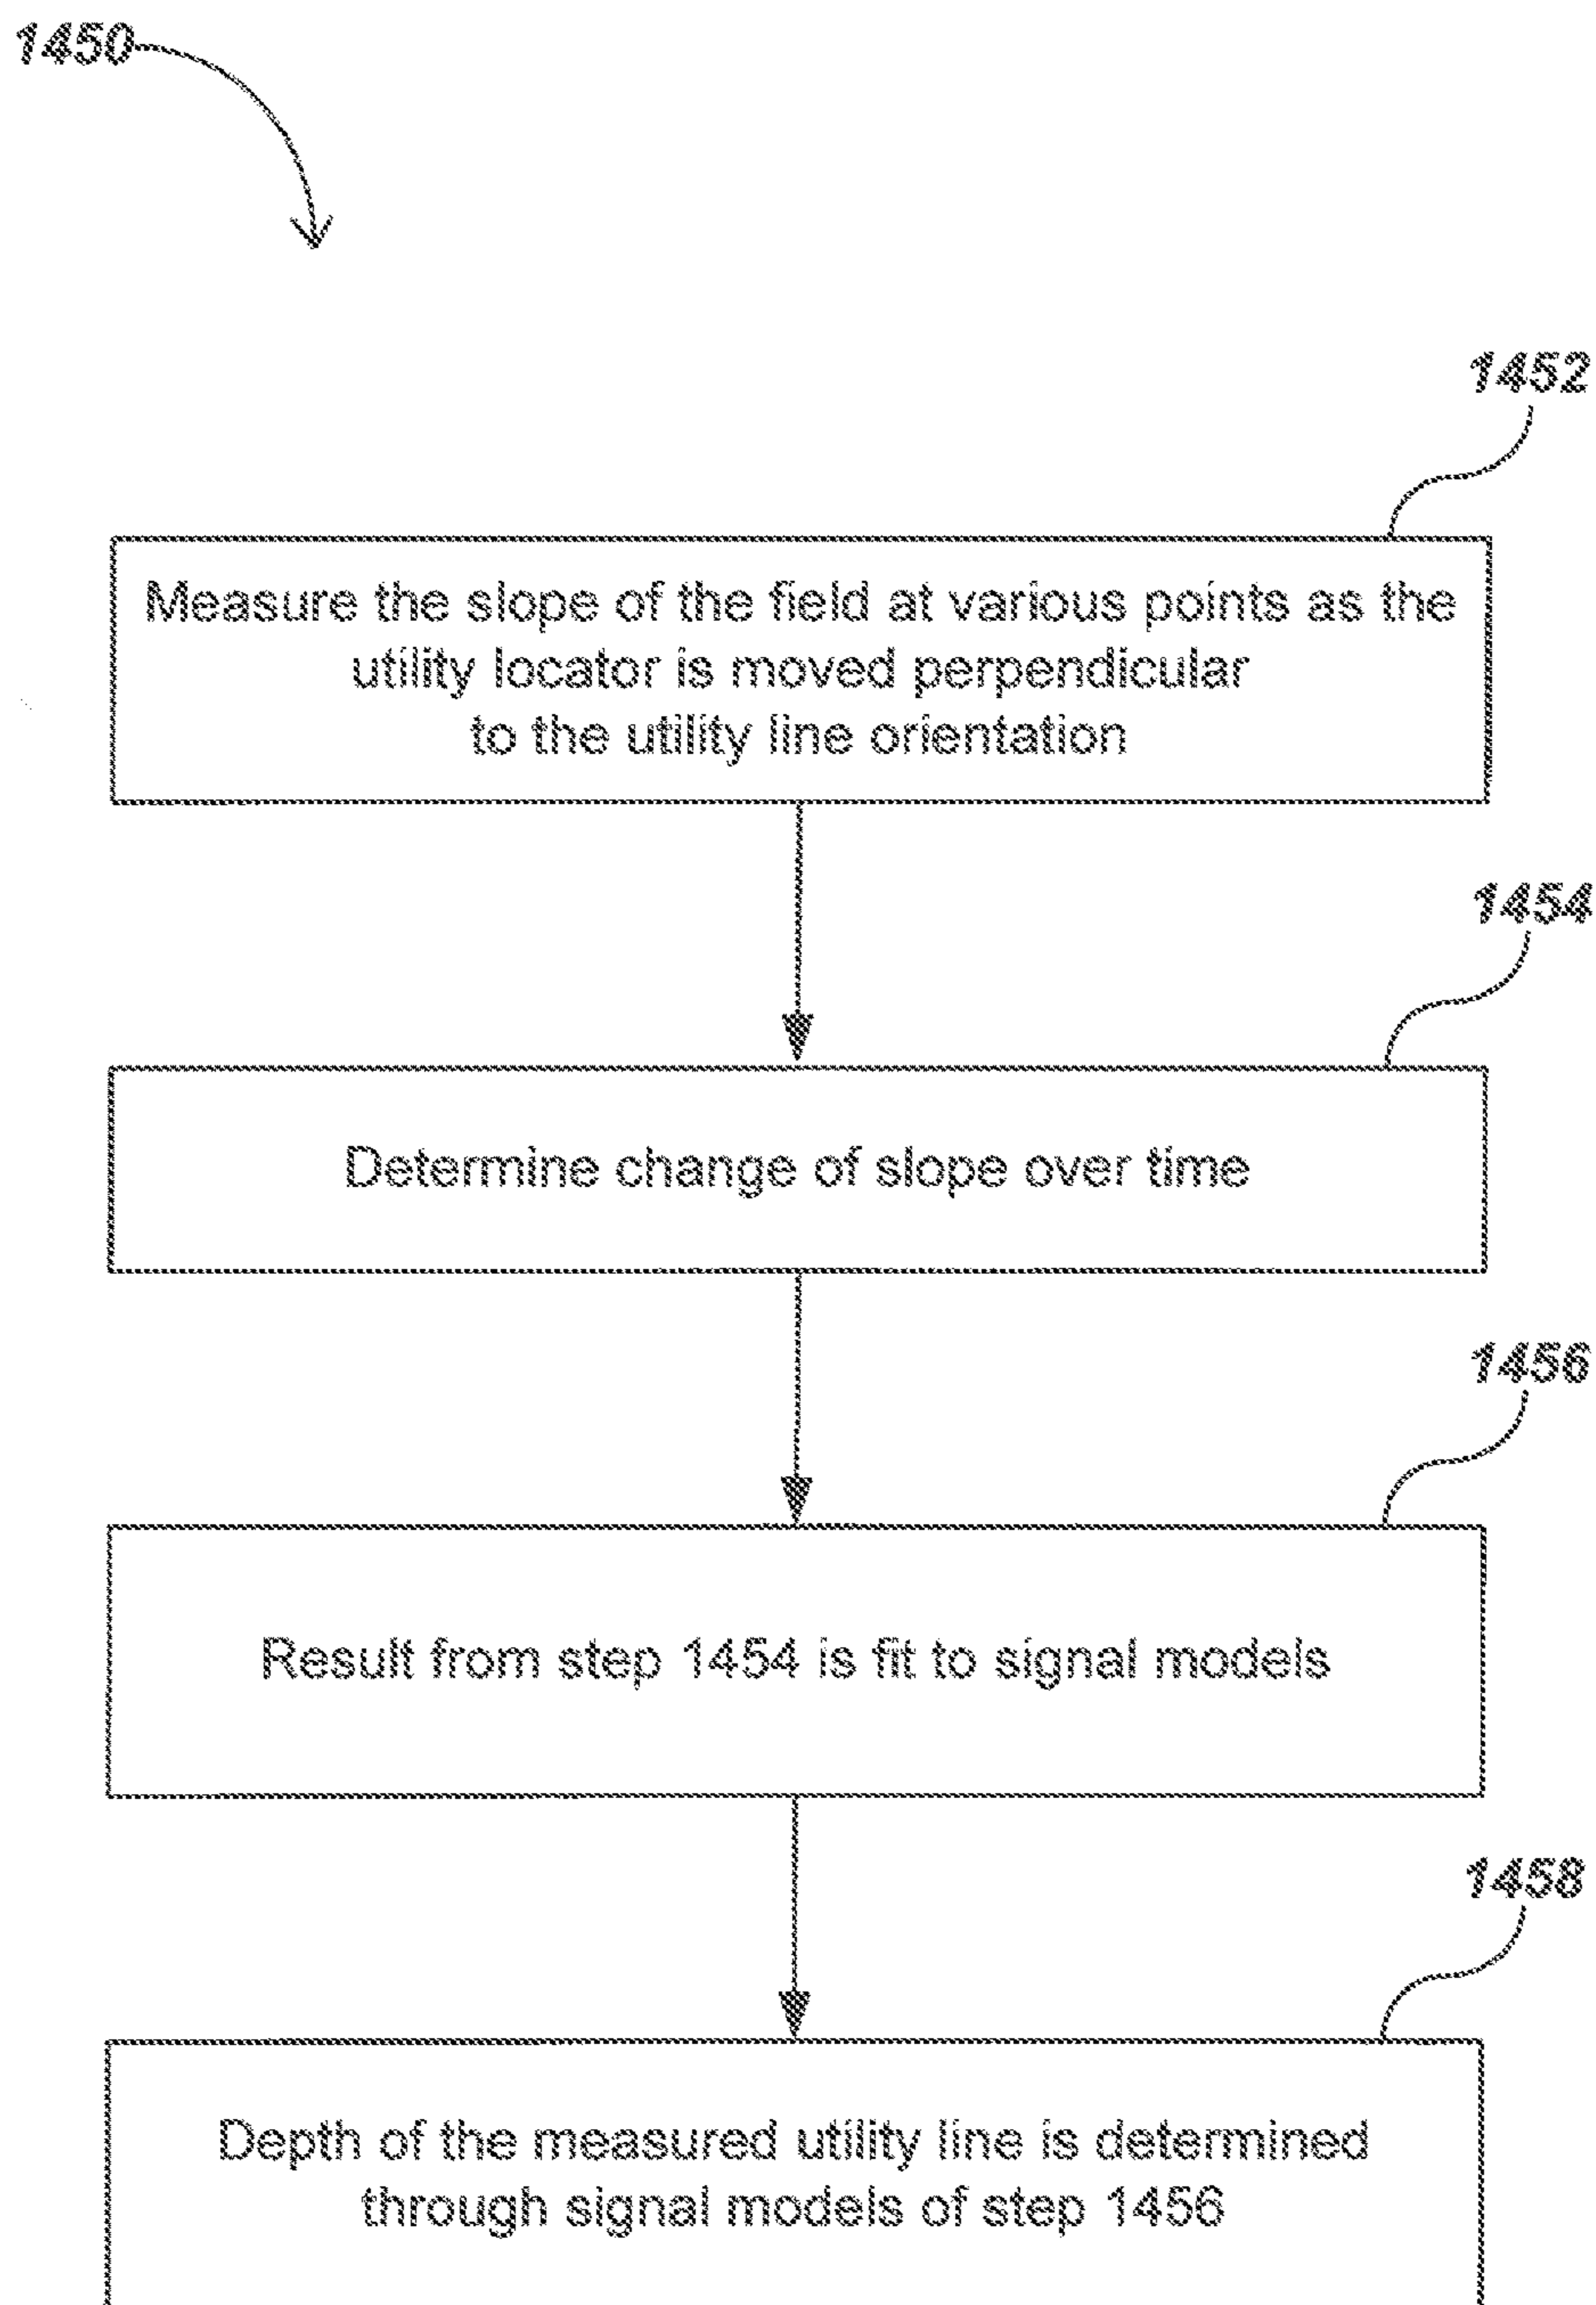 1450
1452
Measure the slope of the field at various points as the
utility locator is moved perpendicular
to the utility line orientation
1454
Determine change of slope over time
1456
Result from step 1454 is fit to signal models
1458
Depth of the measured utility line is determined
through signal models of step 1456